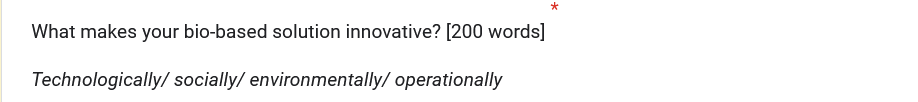 What makes your bio-based solution innovative? [200 words] *
Technologically/ socially/ environmentally/ operationally